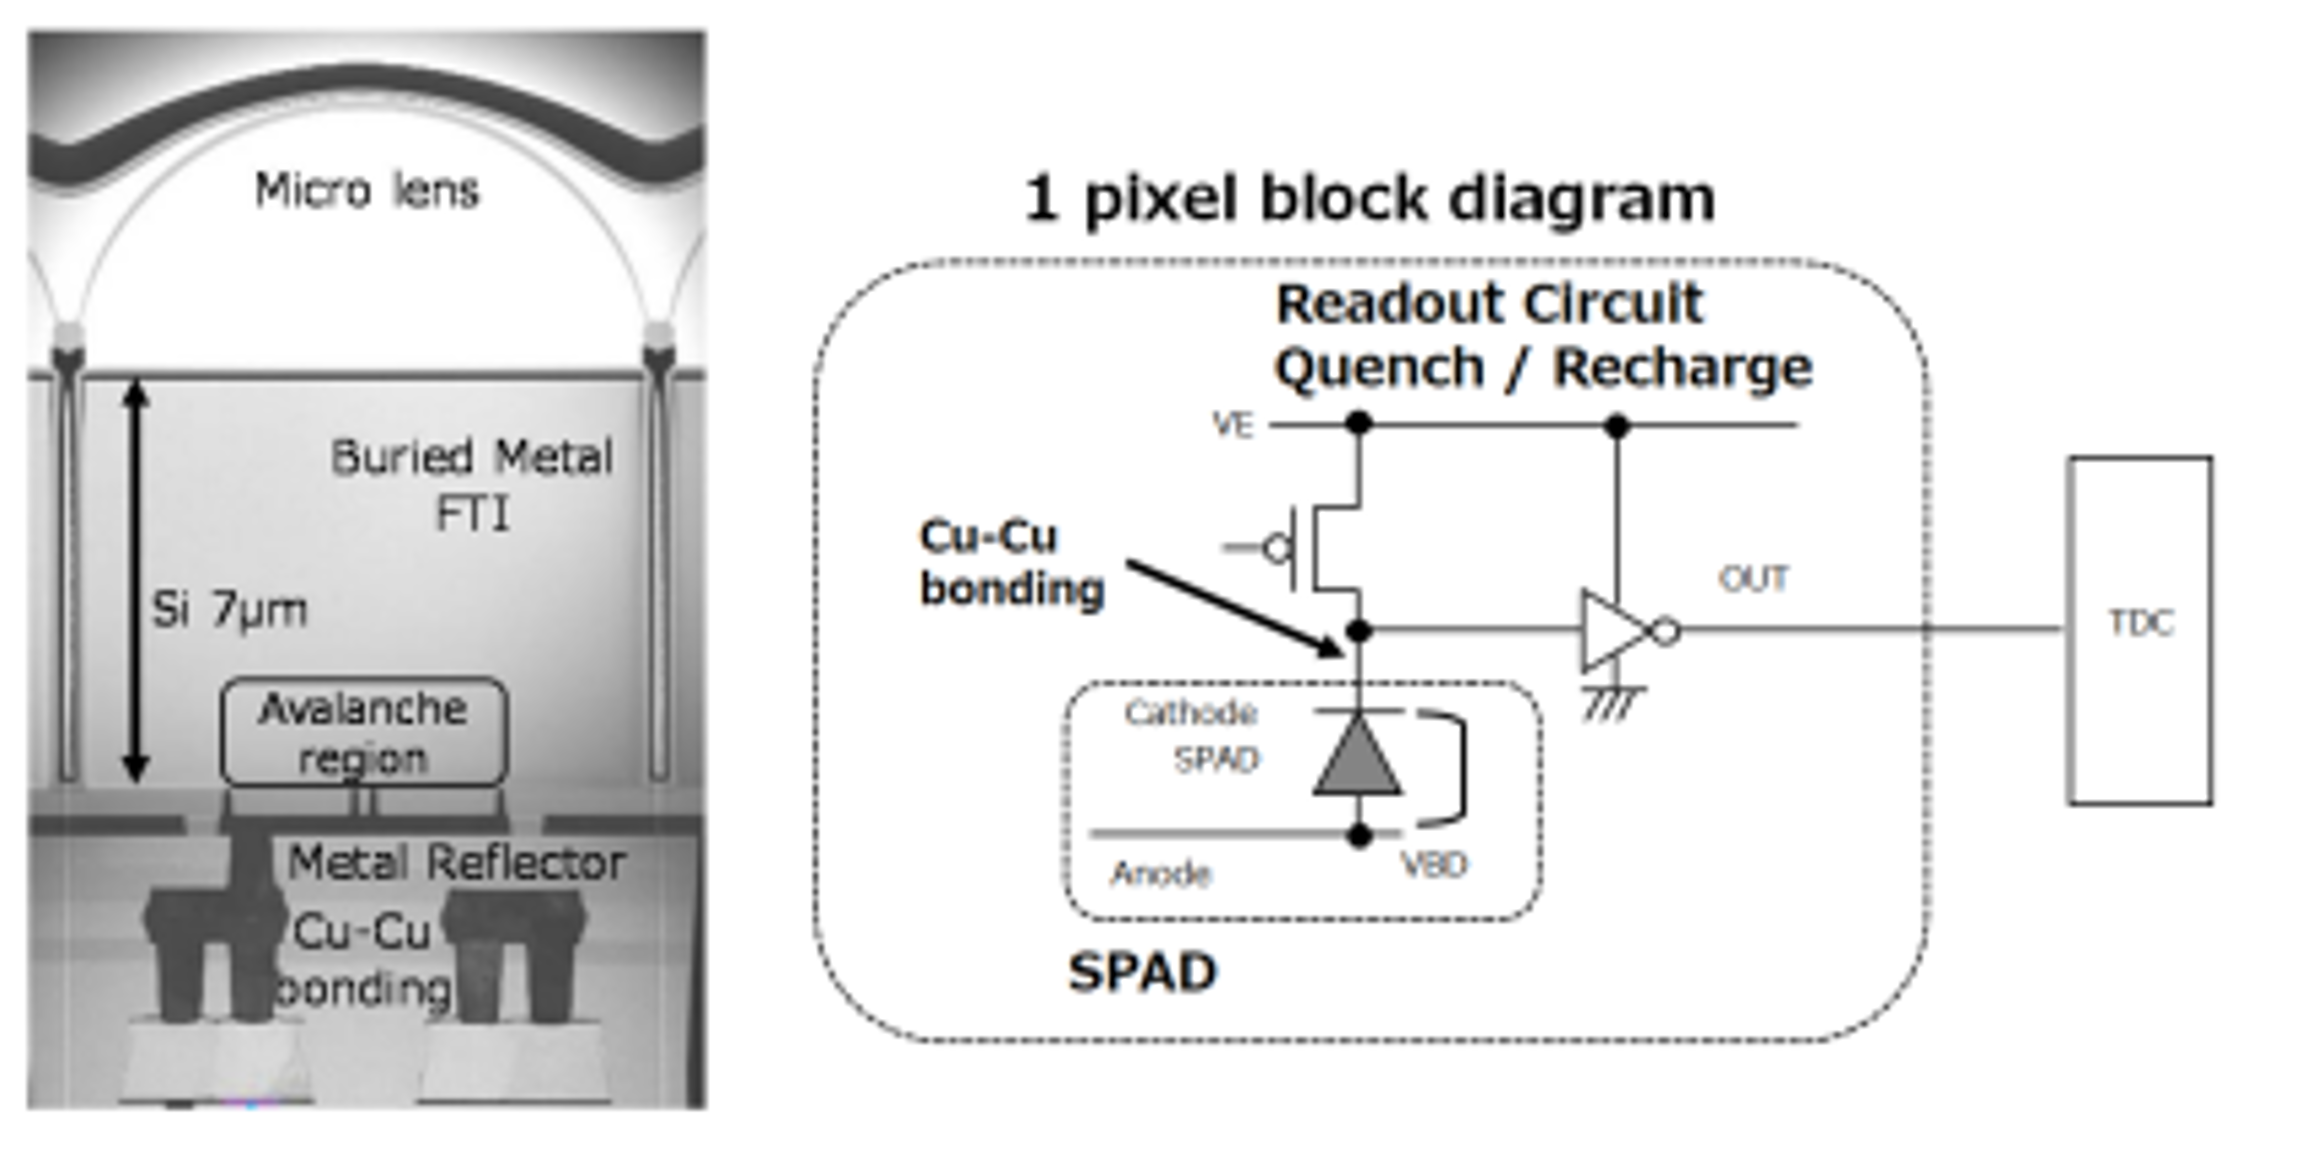 Micro lens
Buried Metal
FTI
Si 7μm
Avalanche
region
Metal Reflector
Cu-Cu
bonding
1 pixel block diagram
Readout Circuit
Quench / Recharge
VE
Cu-Cu
bonding
OUT
TDC
Cathode
SPAD
Anode
VBD
SPAD